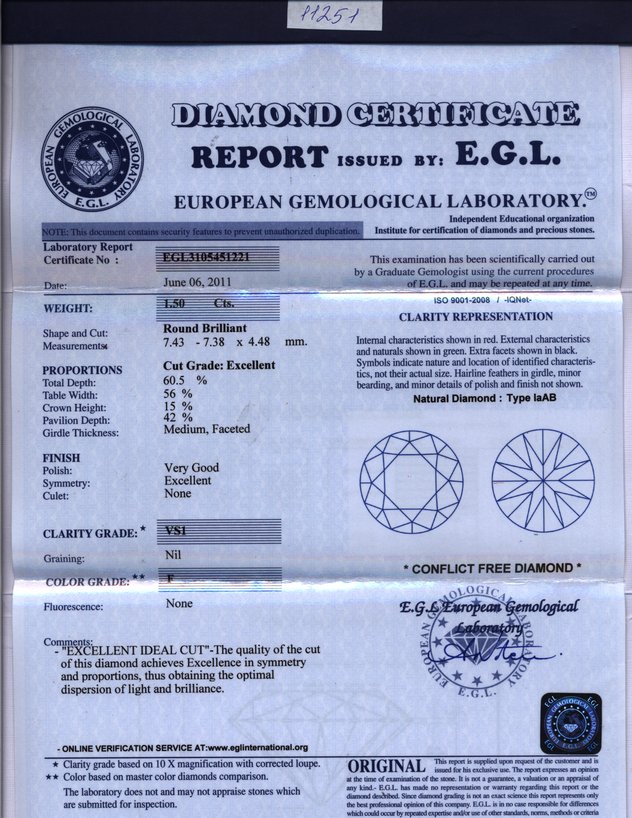 11251
DIAMOND CERTIFICATE
REPORT ISSUED BY: E.G.L.
EUROPEAN GEMOLOGICAL LABORATORY.™
EUROPEAN GEMOLOGICAL LABORATORY
E.G.L.
Independent Educational organization
Institute for certification of diamonds and precious stones.
NOTE: This document contains security features to prevent unauthorized duplication.
Laboratory Report
Certificate No : EGL3105451221
Date: June 06, 2011
This examination has been scientifically carried out
by a Graduate Gemologist using the current procedures
of E.G.L. and may be repeated at any time.
ISO 9001-2008 / -IQNet-
WEIGHT: 1.50 Cts.
Shape and Cut: Round Brilliant
Measurements: 7.43 - 7.38 x 4.48 mm.
PROPORTIONS Cut Grade: Excellent
Total Depth: 60.5 %
Table Width: 56 %
Crown Height: 15 %
Pavilion Depth: 42 %
Girdle Thickness: Medium, Faceted
FINISH
Polish: Very Good
Symmetry: Excellent
Culet: None
CLARITY GRADE: * VS1
Graining: Nil
COLOR GRADE: ** F
Fluorescence: None
Comments:
- "EXCELLENT IDEAL CUT"-The quality of the cut
of this diamond achieves Excellence in symmetry
and proportions, thus obtaining the optimal
dispersion of light and brilliance.
CLARITY REPRESENTATION
Internal characteristics shown in red. External characteristics
and naturals shown in green. Extra facets shown in black.
Symbols indicate nature and location of identified characteris-
tics, not their actual size. Hairline feathers in girdle, minor
bearding, and minor details of polish and finish not shown.
Natural Diamond : Type IaAB
* CONFLICT FREE DIAMOND *
E.G.L European Gemological
Laboratory
EUROPEAN GEMOLOGICAL LABORATORY
E.G.L.
EGL EGL
E.G.L.
- ONLINE VERIFICATION SERVICE AT:www.eglinternational.org
* Clarity grade based on 10 X magnification with corrected loupe.
** Color based on master color diamonds comparison.
The laboratory does not and may not appraise stones which
are submitted for inspection.
ORIGINAL This report is supplied upon request of the customer and is
issued for his exclusive use. The report expresses an opinion
at the time of examination of the stone. It is not a guarantee, a valuation or an appraisal of
any kind.- E.G.L. has made no representation or warranty regarding this report or the
diamond described. Since diamond grading is not an exact science this report represents only
the best professional opinion of this company. E.G.L. is in no case responsible for differences
which could occur by repeated expertise and/or use of other standards, norms, methods or criteria